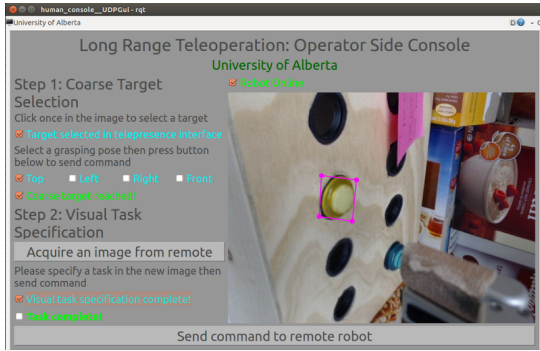 human_console__UDPGui - rqt
University of Alberta
Long Range Teleoperation: Operator Side Console
University of Alberta
Robot Online
Step 1: Coarse Target
Selection
Click once in the image to select a target
Target selected in telepresence interface
Select a grasping pose then press button
below to send command
Top Left Right Front
Coarse target reached!
Step 2: Visual Task
Specification
Acquire an image from remote
Please specify a task in the new image then
send command
Visual task specification complete!
Task complete!
Send command to remote robot